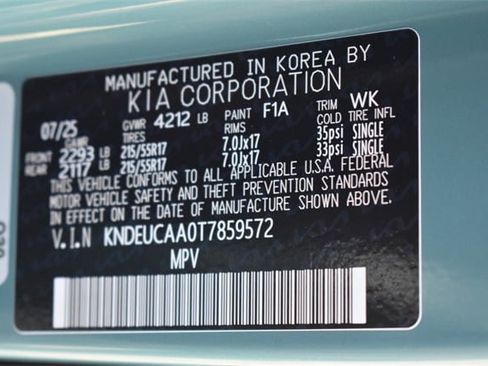 MANUFACTURED IN KOREA BY
KIA CORPORATION
07/25 GVWR 4212 LB PAINT F1A TRIM WK
GAWR TIRES RIMS COLD TIRE INFL
FRONT 2293 LB 215/55R17 7.0Jx17 35psi SINGLE
REAR 2117 LB 215/55R17 7.0Jx17 33psi SINGLE
THIS VEHICLE CONFORMS TO ALL APPLICABLE U.S.A. FEDERAL
MOTOR VEHICLE SAFETY AND THEFT PREVENTION STANDARDS
IN EFFECT ON THE DATE OF MANUFACTURE SHOWN ABOVE.
V.I.N KNDEUCAA0T7859572
MPV